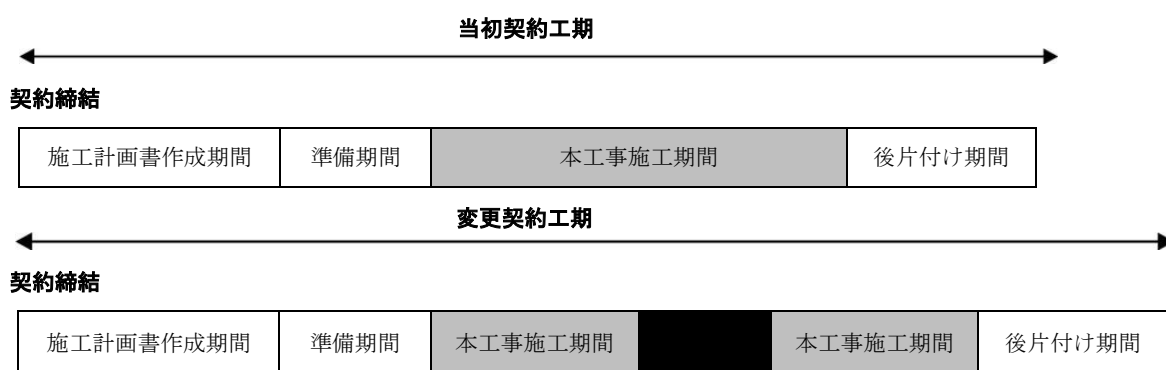 当初契約工期
契約締結
施工計画書作成期間 準備期間 本工事施工期間 後片付け期間
変更契約工期
契約締結
施工計画書作成期間 準備期間 本工事施工期間 本工事施工期間 後片付け期間